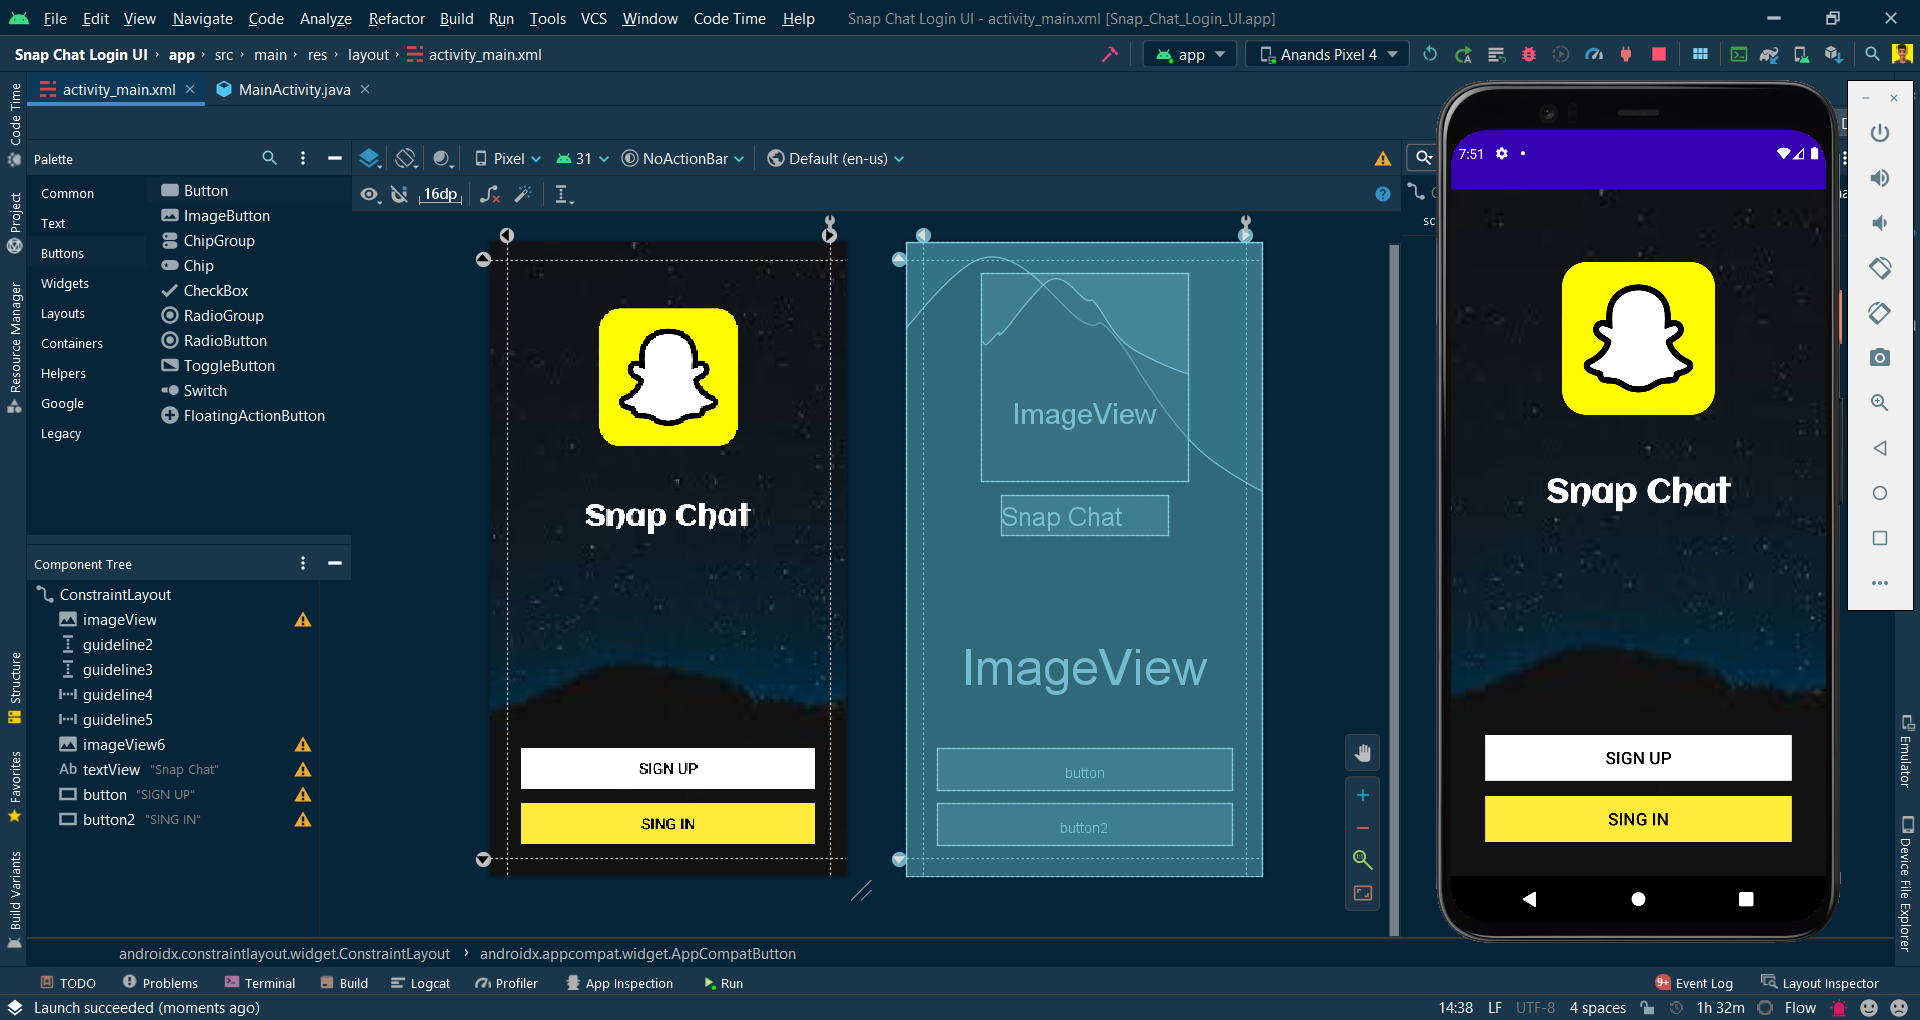 File Edit View Navigate Code Analyze Refactor Build Run Tools VCS Window Code Time Help Snap Chat Login UI - activity_main.xml [Snap_Chat_Login_UI.app]
Snap Chat Login UI › app › src › main › res › layout › activity_main.xml app Anands Pixel 4
activity_main.xml MainActivity.java
Code Time
Project
Resource Manager
Structure
Favorites
Build Variants
Palette
Common
Text
Buttons
Widgets
Layouts
Containers
Helpers
Google
Legacy
Button
ImageButton
ChipGroup
Chip
CheckBox
RadioGroup
RadioButton
ToggleButton
Switch
FloatingActionButton
Pixel 31 NoActionBar Default (en-us)
16dp
Component Tree
ConstraintLayout
imageView
guideline2
guideline3
guideline4
guideline5
imageView6
Ab textView "Snap Chat"
button "SIGN UP"
button2 "SING IN"
Snap Chat
SIGN UP
SING IN
ImageView
Snap Chat
ImageView
button
button2
sc
7:51
Snap Chat
SIGN UP
SING IN
Emulator
Device File Explorer
androidx.constraintlayout.widget.ConstraintLayout › androidx.appcompat.widget.AppCompatButton
TODO Problems Terminal Build Logcat Profiler App Inspection Run 9+ Event Log Layout Inspector
Launch succeeded (moments ago) 14:38 LF UTF-8 4 spaces 1h 32m Flow